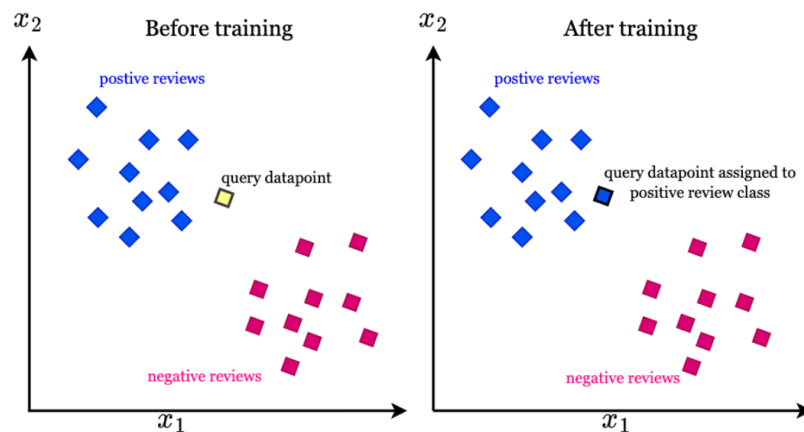 x₂
Before training
postive reviews
query datapoint
negative reviews
x₁
x₂
After training
postive reviews
query datapoint assigned to
positive review class
negative reviews
x₁